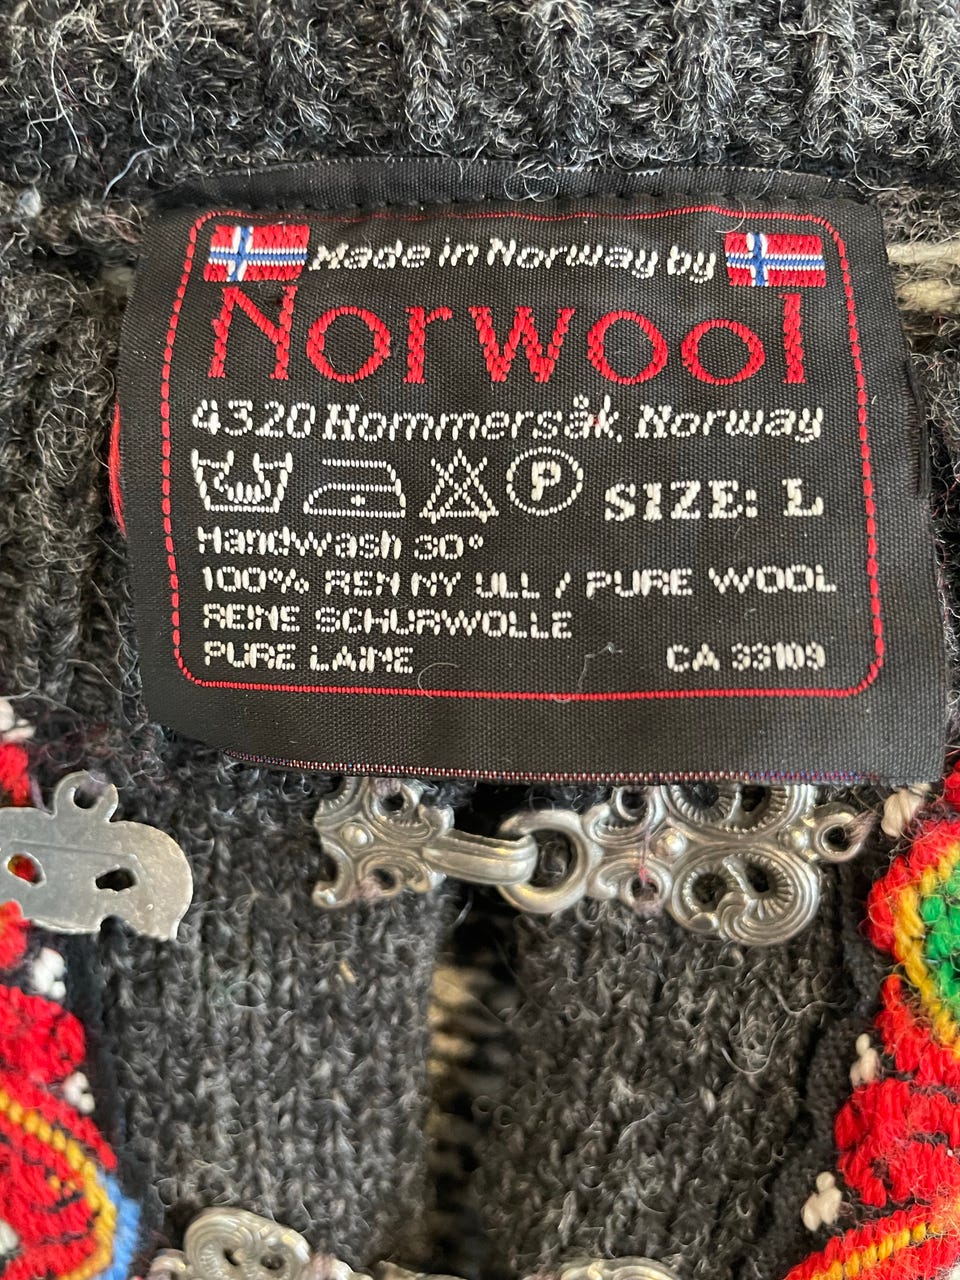 Made in Norway by
Norwool
4320 Hommersåk, Norway
P SIZE: L
Handwash 30°
100% REN NY ULL / PURE WOOL
REINE SCHURWOLLE
PURE LAINE CA 33109